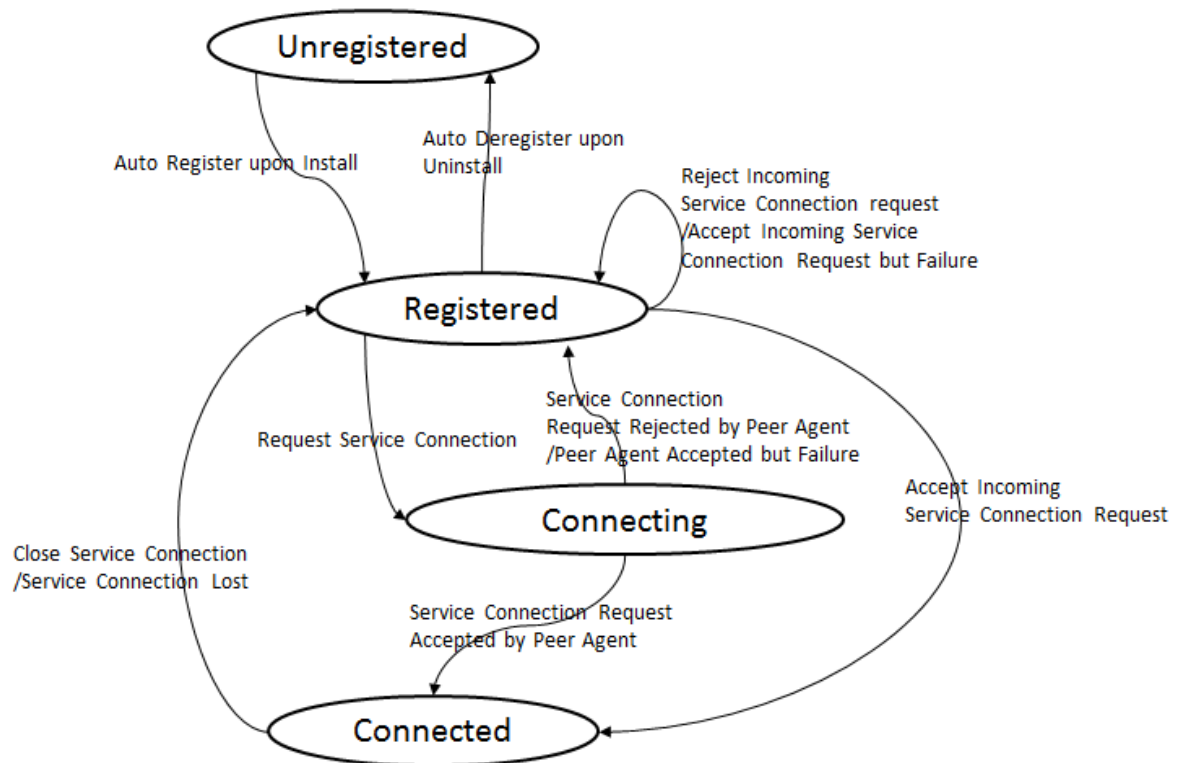 Unregistered
Auto Register upon Install
Auto Deregister upon
Uninstall
Reject Incoming
Service Connection request
/Accept Incoming Service
Connection Request but Failure
Registered
Service Connection
Request Rejected by Peer Agent
/Peer Agent Accepted but Failure
Request Service Connection
Accept Incoming
Service Connection Request
Connecting
Close Service Connection
/Service Connection Lost
Service Connection Request
Accepted by Peer Agent
Connected